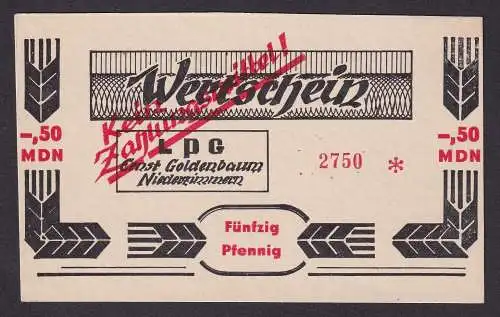 Wertschein
Kein
Zahlungsmittel!
-,50
MDN
-,50
MDN
LPG
Ernst Goldenbaum
Niederzimmern
2750 *
Fünfzig
Pfennig